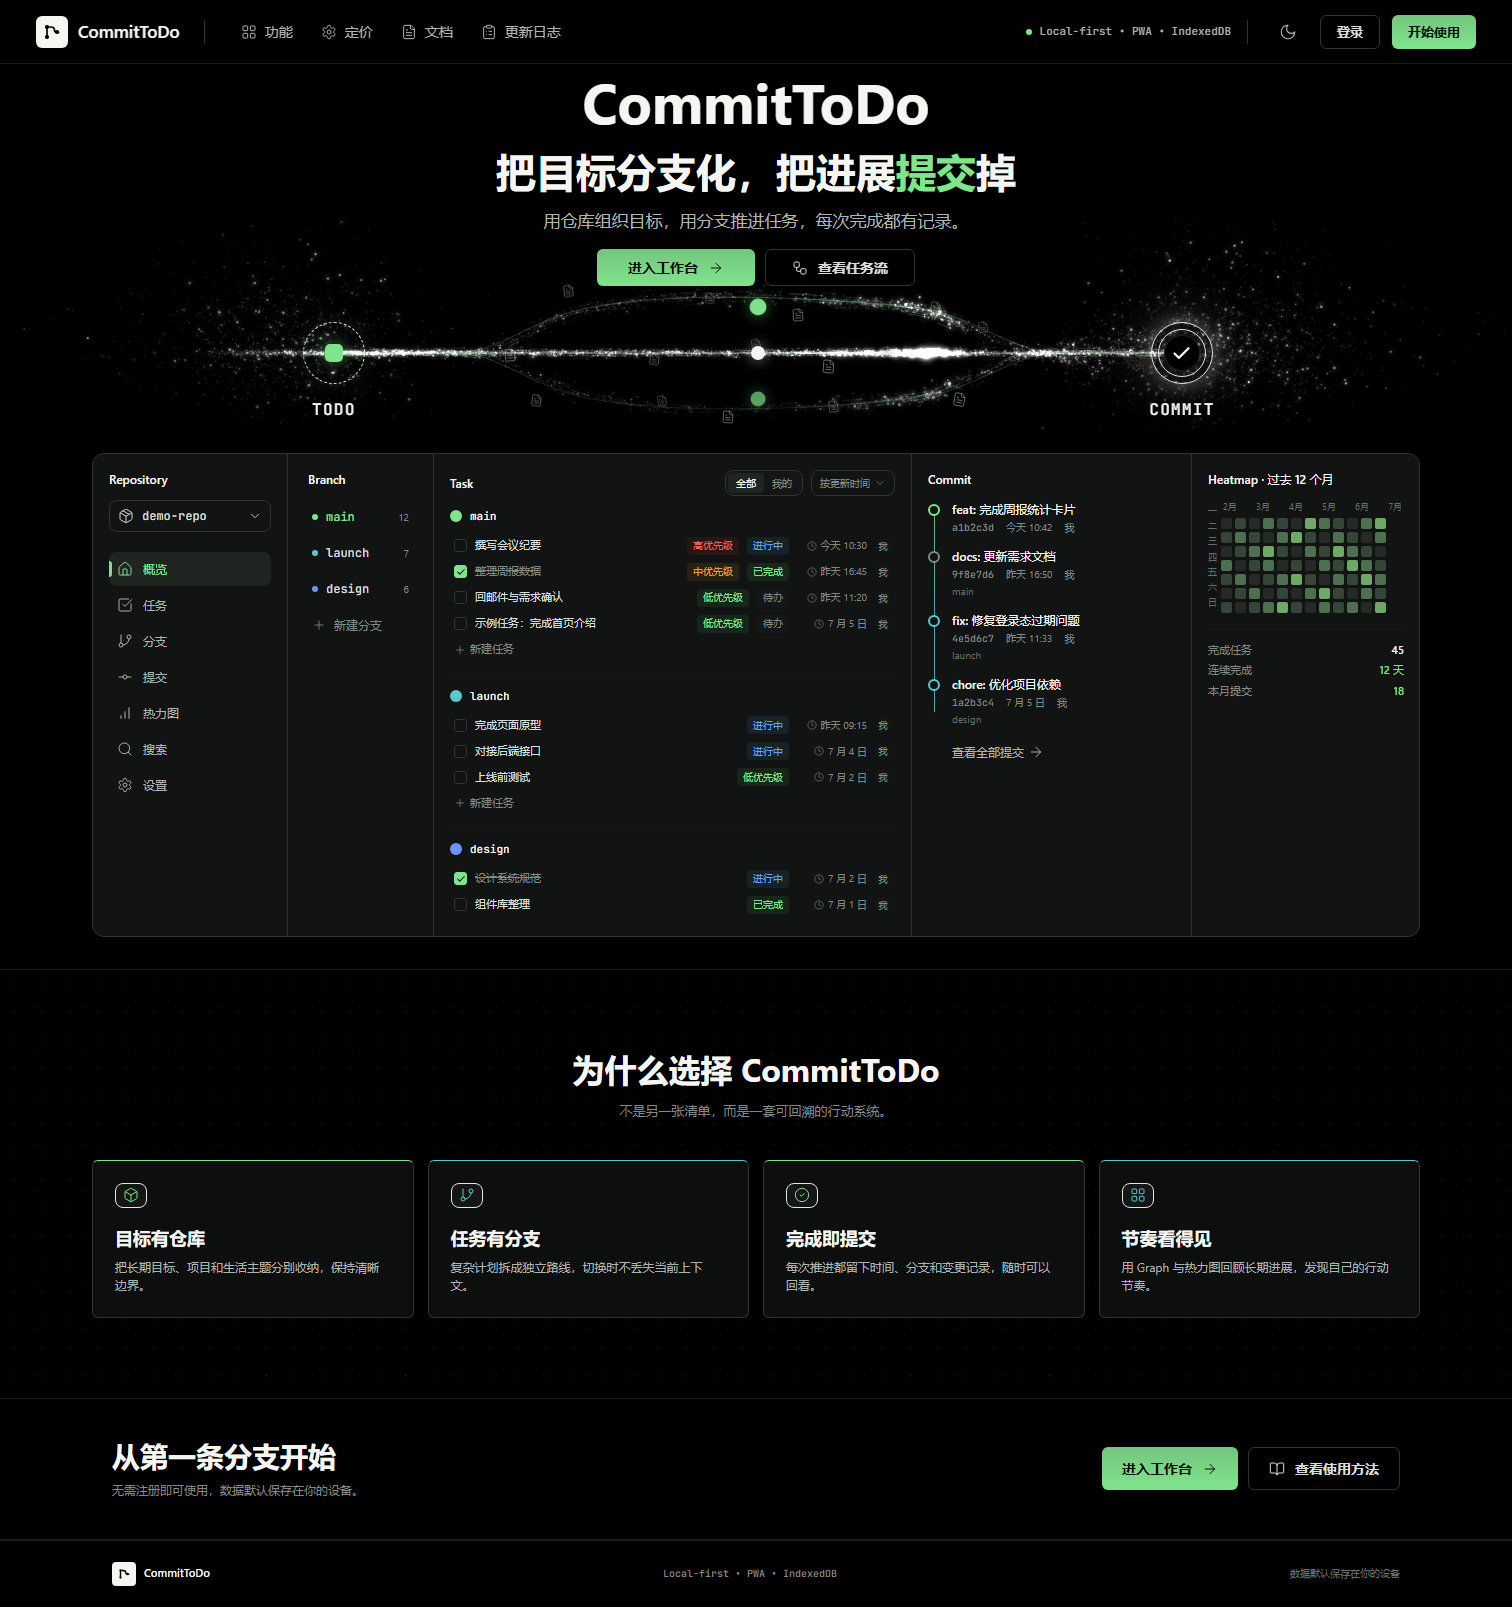 CommitToDo
功能
定价
文档
更新日志
Local-first • PWA • IndexedDB
登录
开始使用
CommitToDo
把目标分支化，把进展提交掉
用仓库组织目标，用分支推进任务，每次完成都有记录。
进入工作台
查看任务流
TODO
COMMIT
Repository
demo-repo
概览
任务
分支
提交
热力图
搜索
设置
Branch
main 12
launch 7
design 6
新建分支
Task
全部 我的
按更新时间
main
撰写会议纪要 高优先级 进行中 今天 10:30 我
整理周报数据 中优先级 已完成 昨天 16:45 我
回邮件与需求确认 低优先级 待办 昨天 11:20 我
示例任务：完成首页介绍 低优先级 待办 7 月 5 日 我
新建任务
launch
完成页面原型 进行中 昨天 09:15 我
对接后端接口 进行中 7 月 4 日 我
上线前测试 低优先级 7 月 2 日 我
新建任务
design
设计系统规范 进行中 7 月 2 日 我
组件库整理 已完成 7 月 1 日 我
Commit
feat: 完成周报统计卡片
a1b2c3d 今天 10:42 我
docs: 更新需求文档
9f8e7d6 昨天 16:50 我
main
fix: 修复登录态过期问题
4e5d6c7 昨天 11:33 我
launch
chore: 优化项目依赖
1a2b3c4 7 月 5 日 我
design
查看全部提交
Heatmap · 过去 12 个月
2月 3月 4月 5月 6月 7月
一
二
三
四
五
六
日
完成任务 45
连续完成 12 天
本月提交 18
为什么选择 CommitToDo
不是另一张清单，而是一套可回溯的行动系统。
目标有仓库
把长期目标、项目和生活主题分别收纳，保持清晰
边界。
任务有分支
复杂计划拆成独立路线，切换时不丢失当前上下
文。
完成即提交
每次推进都留下时间、分支和变更记录，随时可以
回看。
节奏看得见
用 Graph 与热力图回顾长期进展，发现自己的行动
节奏。
从第一条分支开始
无需注册即可使用，数据默认保存在你的设备。
进入工作台
查看使用方法
CommitToDo
Local-first • PWA • IndexedDB
数据默认保存在你的设备